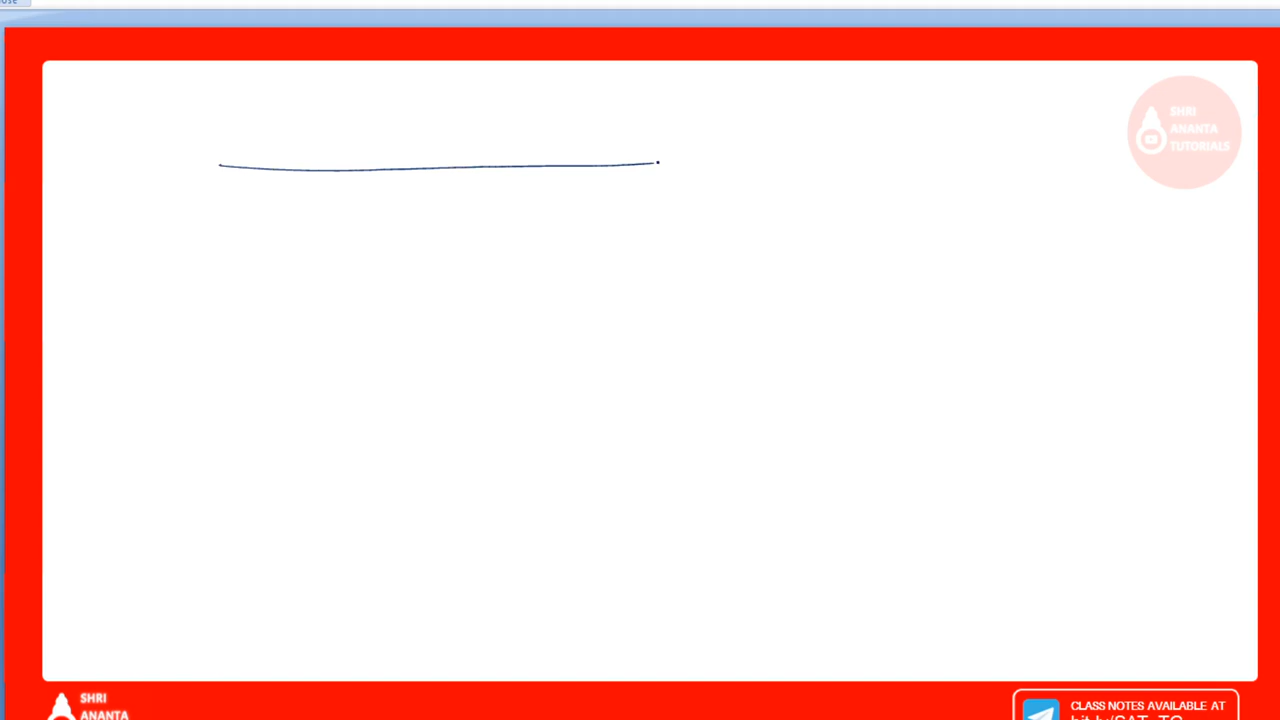 SHRI
ANANTA
TUTORIALS
SHRI
ANANTA
CLASS NOTES AVAILABLE AT